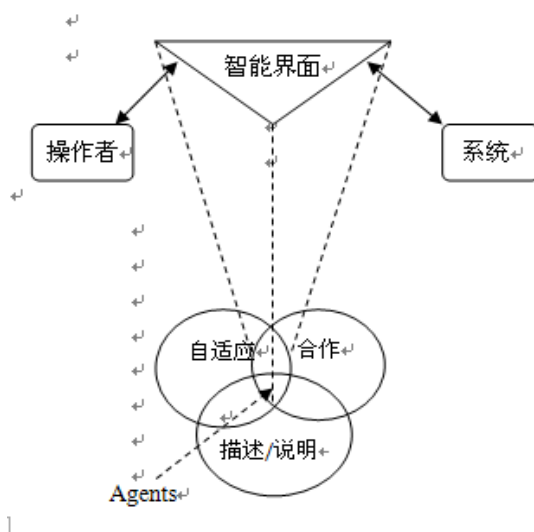 智能界面
操作者
系统
自适应
合作
描述/说明
Agents